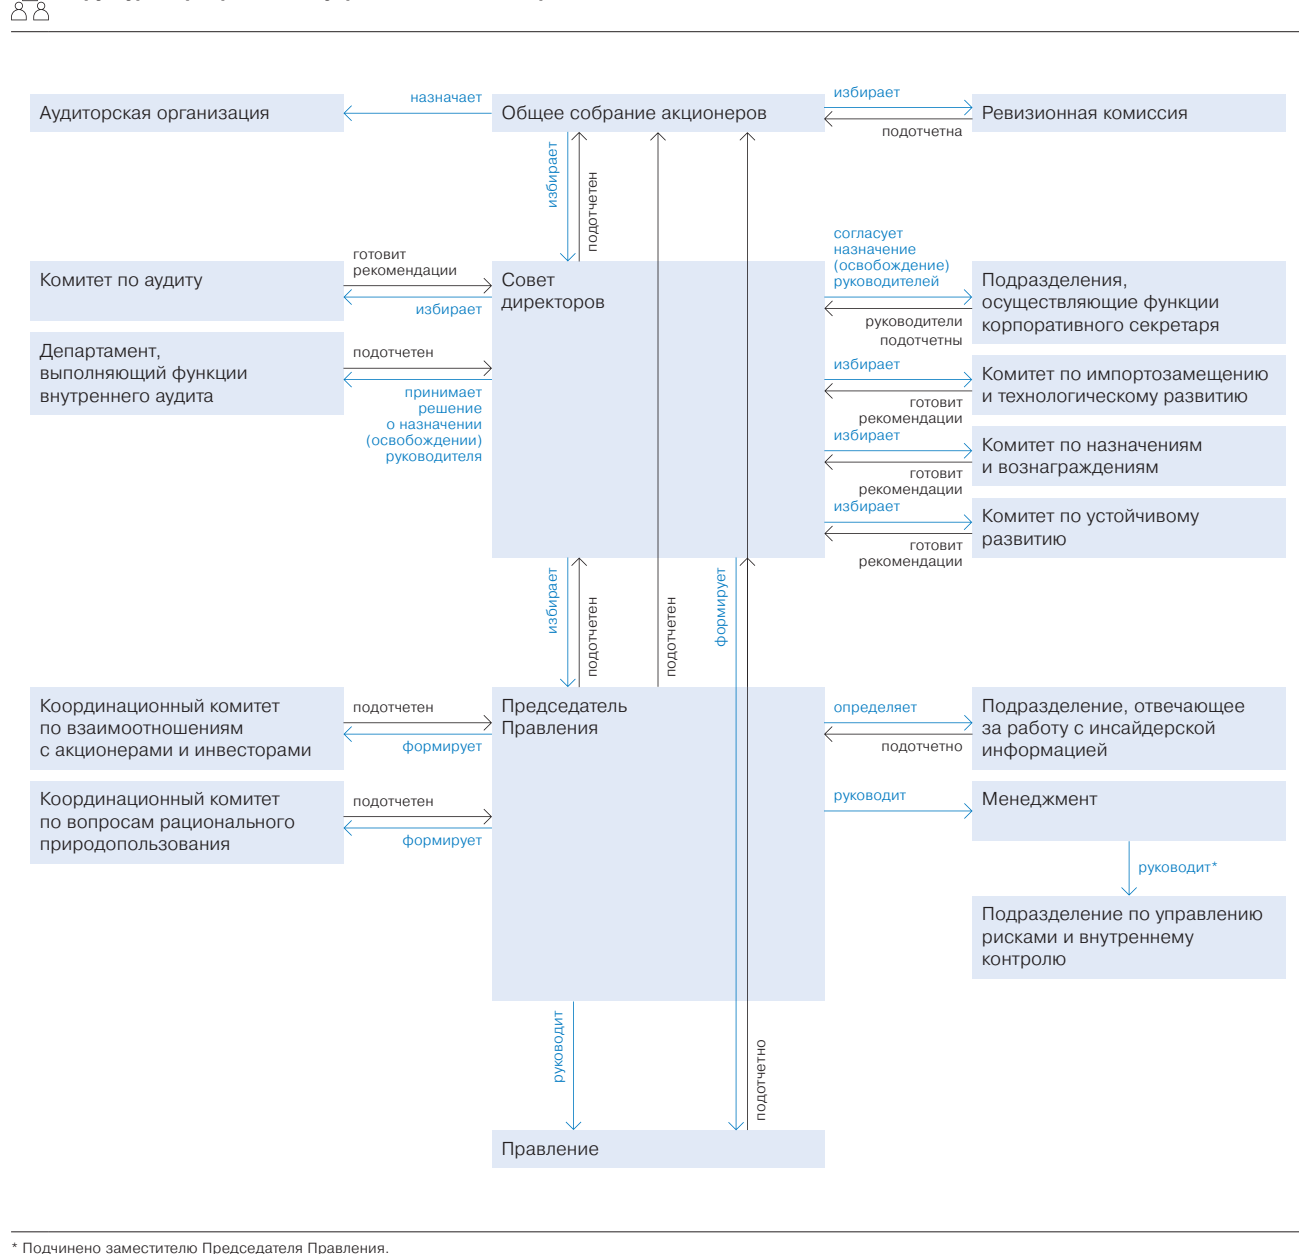 Аудиторская организация
назначает
Общее собрание акционеров
избирает
подотчетна
Ревизионная комиссия
избирает
подотчетен
Комитет по аудиту
готовит
рекомендации
избирает
Совет
директоров
согласует
назначение
(освобождение)
руководителей
руководители
подотчетны
Подразделения,
осуществляющие функции
корпоративного секретаря
Департамент,
выполняющий функции
внутреннего аудита
подотчетен
принимает
решение
о назначении
(освобождении)
руководителя
избирает
готовит
рекомендации
Комитет по импортозамещению
и технологическому развитию
избирает
готовит
рекомендации
Комитет по назначениям
и вознаграждениям
избирает
готовит
рекомендации
Комитет по устойчивому
развитию
избирает
подотчетен
подотчетен
формирует
Координационный комитет
по взаимоотношениям
с акционерами и инвесторами
подотчетен
формирует
Председатель
Правления
определяет
подотчетно
Подразделение, отвечающее
за работу с инсайдерской
информацией
Координационный комитет
по вопросам рационального
природопользования
подотчетен
формирует
руководит
Менеджмент
руководит*
Подразделение по управлению
рисками и внутреннему
контролю
руководит
подотчетно
Правление
* Подчинено заместителю Председателя Правления.